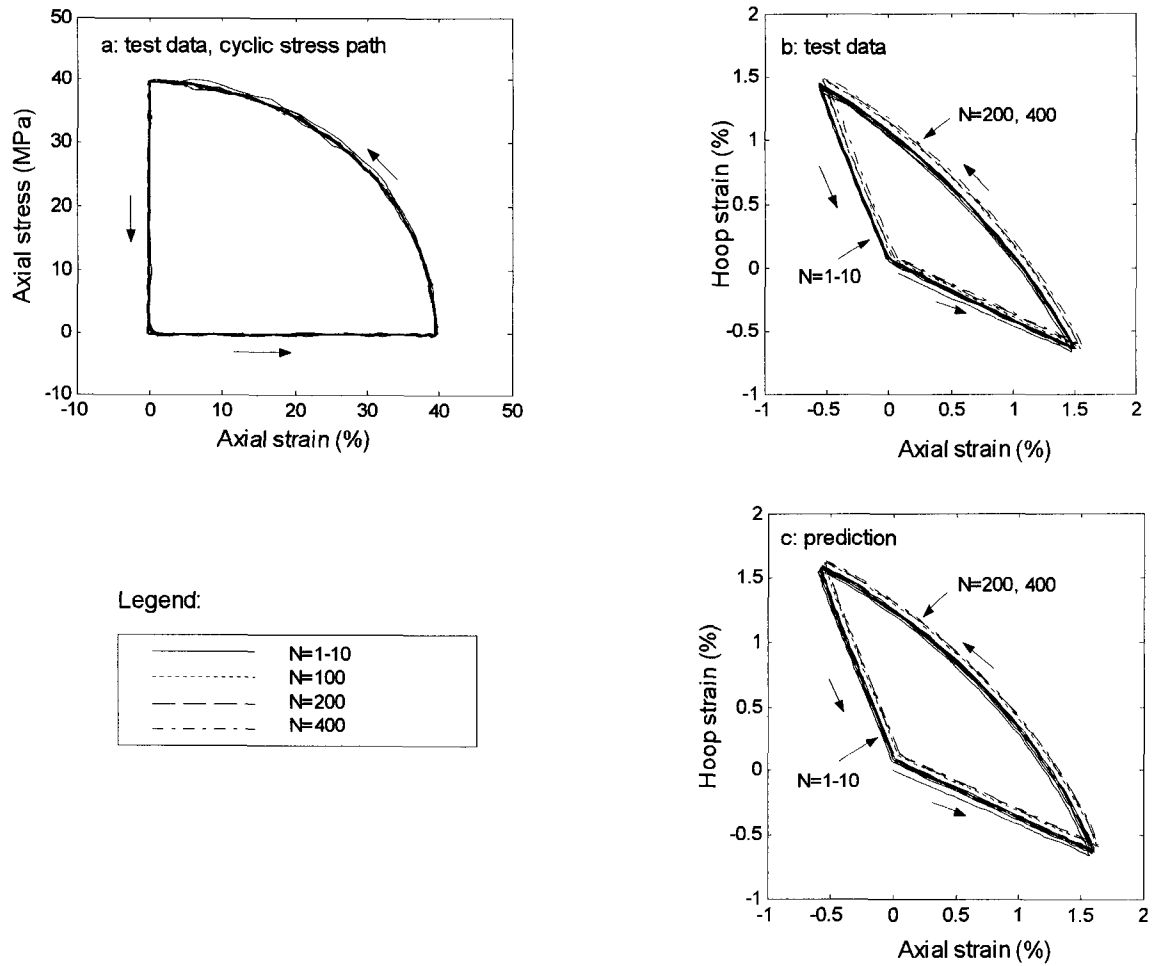 a: test data, cyclic stress path
Axial stress (MPa)
50
40
30
20
10
0
-10
-10 0 10 20 30 40 50
Axial strain (%)
b: test data
Hoop strain (%)
2
1.5
1
0.5
0
-0.5
-1
N=200, 400
N=1-10
-1 -0.5 0 0.5 1 1.5 2
Axial strain (%)
Legend:
N=1-10
N=100
N=200
N=400
c: prediction
Hoop strain (%)
2
1.5
1
0.5
0
-0.5
-1
N=200, 400
N=1-10
-1 -0.5 0 0.5 1 1.5 2
Axial strain (%)